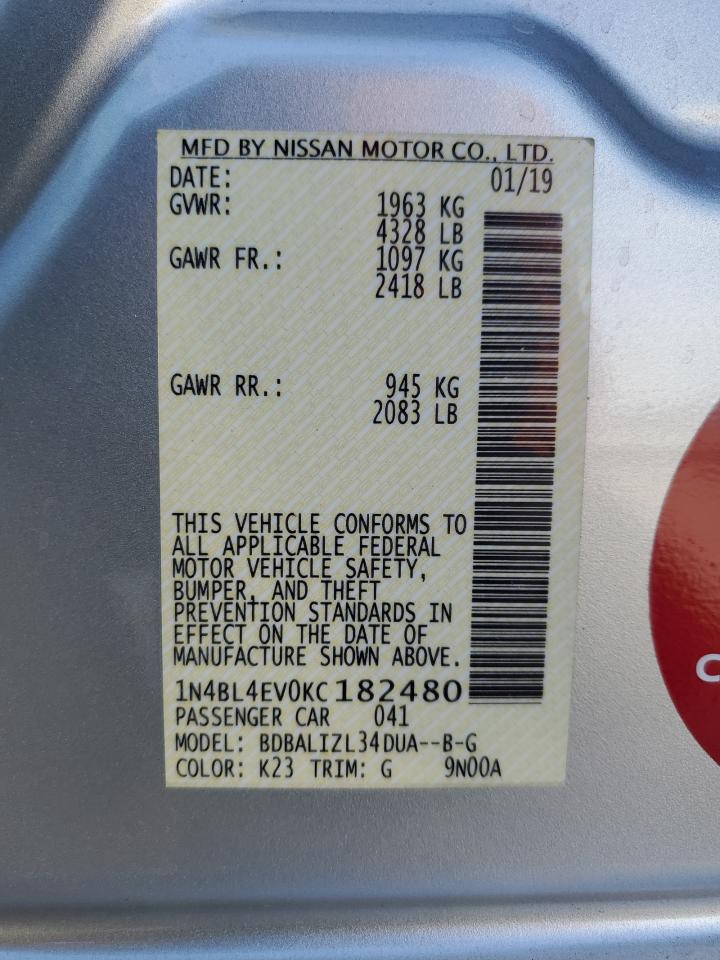 MFD BY NISSAN MOTOR CO., LTD.
DATE: 01/19
GVWR: 1963 KG
4328 LB
GAWR FR.: 1097 KG
2418 LB
GAWR RR.: 945 KG
2083 LB
THIS VEHICLE CONFORMS TO
ALL APPLICABLE FEDERAL
MOTOR VEHICLE SAFETY,
BUMPER, AND THEFT
PREVENTION STANDARDS IN
EFFECT ON THE DATE OF
MANUFACTURE SHOWN ABOVE.
1N4BL4EV0KC182480
PASSENGER CAR 041
MODEL: BDBALIZL34DUA--B-G
COLOR: K23 TRIM: G 9N00A